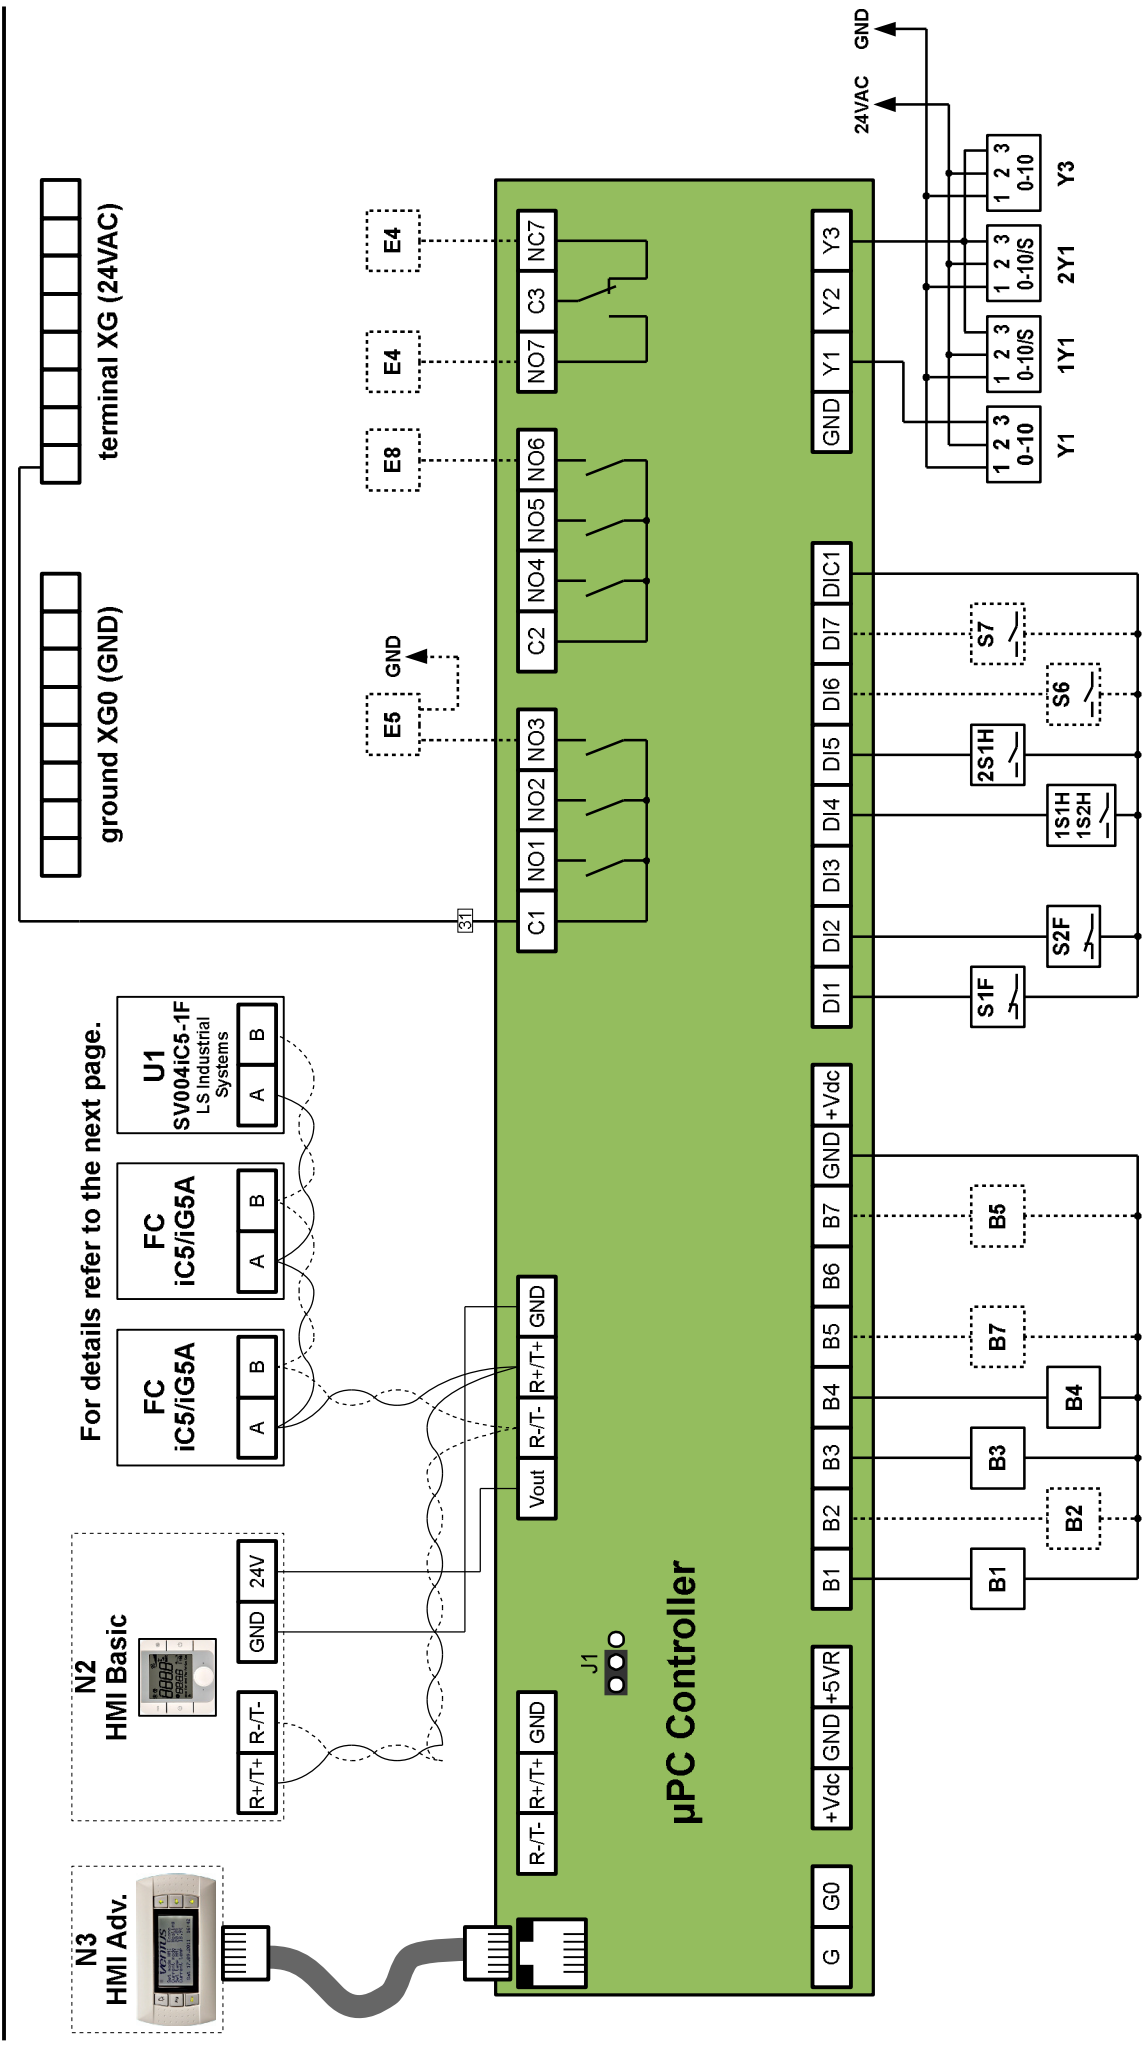 N3
HMI Adv.
N2
HMI Basic
R+/T+
R-/T-
GND
24V
For details refer to the next page.
FC
iC5/iG5A
A
B
FC
iC5/iG5A
A
B
U1
SV004iC5-1F
LS Industrial
Systems
A
B
ground XG0 (GND)
terminal XG (24VAC)
31
E5
GND
E8
E4
E4
R-/T-
R+/T+
GND
Vout
R-/T-
R+/T+
GND
C1
NO1
NO2
NO3
C2
NO4
NO5
NO6
NO7
C3
NC7
J1
µPC Controller
G
G0
+Vdc
GND
+5VR
B1
B2
B3
B4
B5
B6
B7
GND
+Vdc
DI1
DI2
DI3
DI4
DI5
DI6
DI7
DIC1
GND
Y1
Y2
Y3
24VAC
GND
B1
B2
B3
B4
B7
B5
S1F
S2F
1S1H
1S2H
2S1H
S6
S7
1 2 3
0-10
Y1
1 2 3
0-10/S
1Y1
1 2 3
0-10/S
2Y1
1 2 3
0-10
Y3